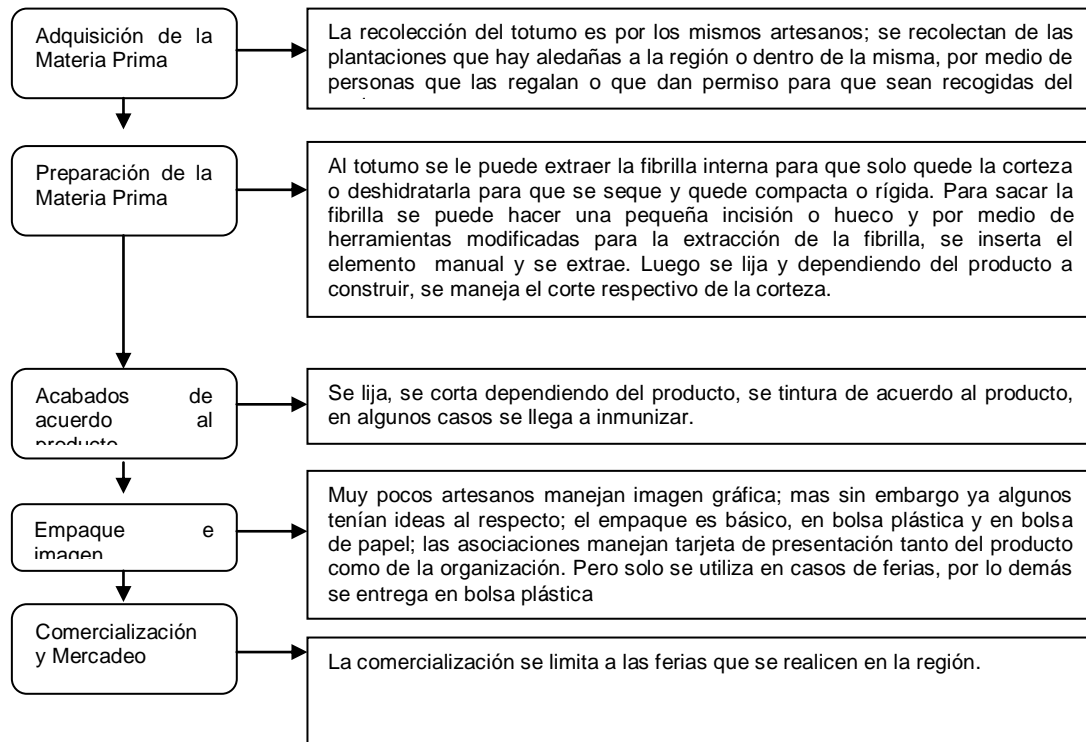 Adquisición de la
Materia Prima
La recolección del totumo es por los mismos artesanos; se recolectan de las
plantaciones que hay aledañas a la región o dentro de la misma, por medio de
personas que las regalan o que dan permiso para que sean recogidas del
Preparación de la
Materia Prima
Al totumo se le puede extraer la fibrilla interna para que solo quede la corteza
o deshidratarla para que se seque y quede compacta o rígida. Para sacar la
fibrilla se puede hacer una pequeña incisión o hueco y por medio de
herramientas modificadas para la extracción de la fibrilla, se inserta el
elemento manual y se extrae. Luego se lija y dependiendo del producto a
construir, se maneja el corte respectivo de la corteza.
Acabados de
acuerdo al
producto
Se lija, se corta dependiendo del producto, se tintura de acuerdo al producto,
en algunos casos se llega a inmunizar.
Empaque e
imagen
Muy pocos artesanos manejan imagen gráfica; mas sin embargo ya algunos
tenían ideas al respecto; el empaque es básico, en bolsa plástica y en bolsa
de papel; las asociaciones manejan tarjeta de presentación tanto del producto
como de la organización. Pero solo se utiliza en casos de ferias, por lo demás
se entrega en bolsa plástica
Comercialización
y Mercadeo
La comercialización se limita a las ferias que se realicen en la región.